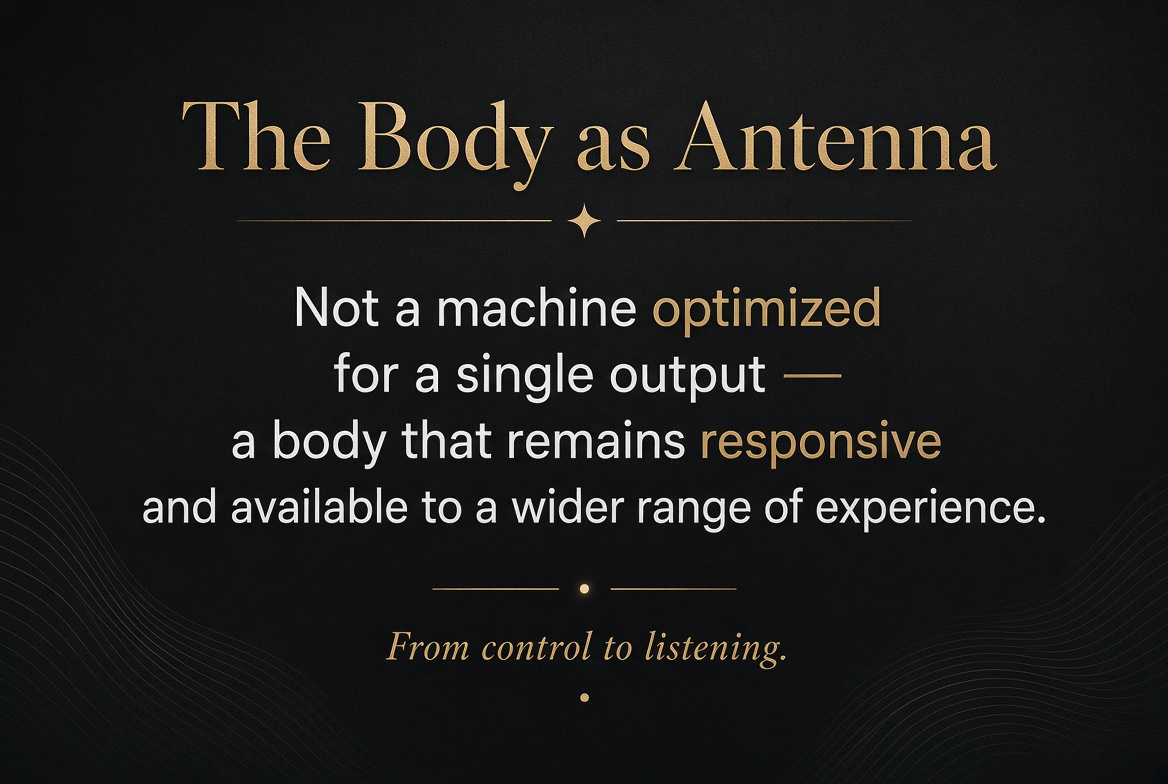 The Body as Antenna
Not a machine optimized
for a single output —
a body that remains responsive
and available to a wider range of experience.
From control to listening.